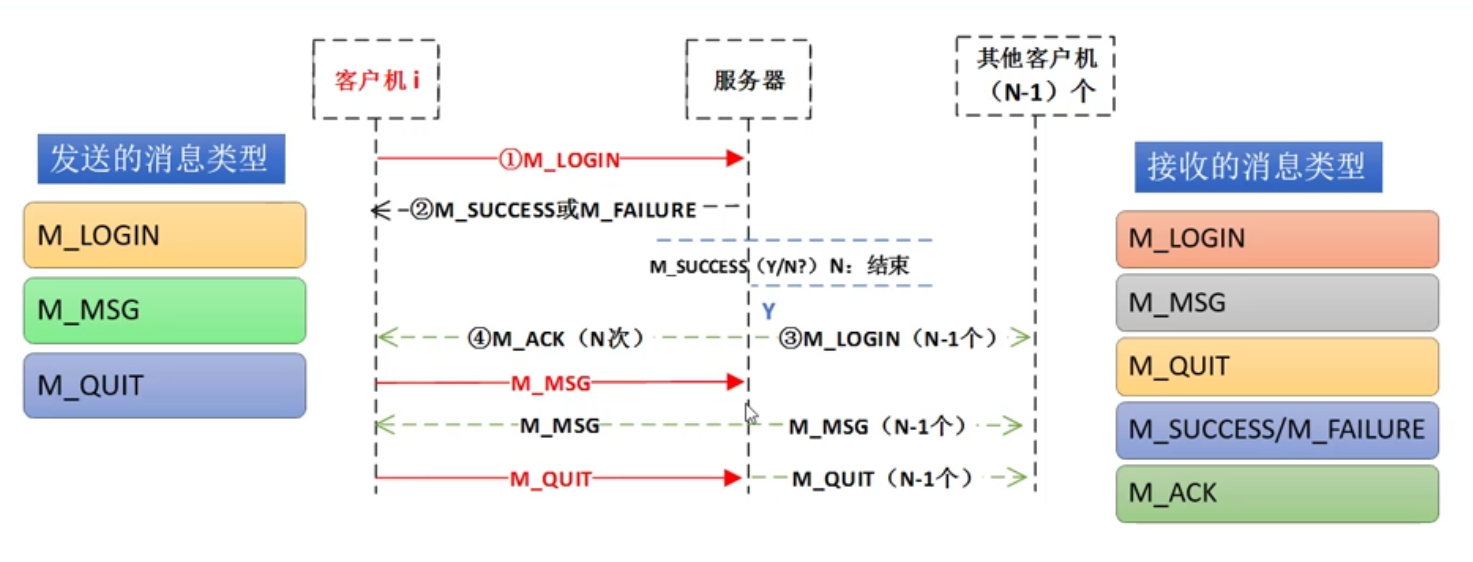 客户机 i
服务器
其他客户机
（N-1）个
发送的消息类型
M_LOGIN
M_MSG
M_QUIT
①M_LOGIN
②M_SUCCESS或M_FAILURE
M_SUCCESS（Y/N?）N：结束
Y
④M_ACK（N次）
③M_LOGIN（N-1个）
M_MSG
M_MSG
M_MSG（N-1个）
M_QUIT
M_QUIT（N-1个）
接收的消息类型
M_LOGIN
M_MSG
M_QUIT
M_SUCCESS/M_FAILURE
M_ACK